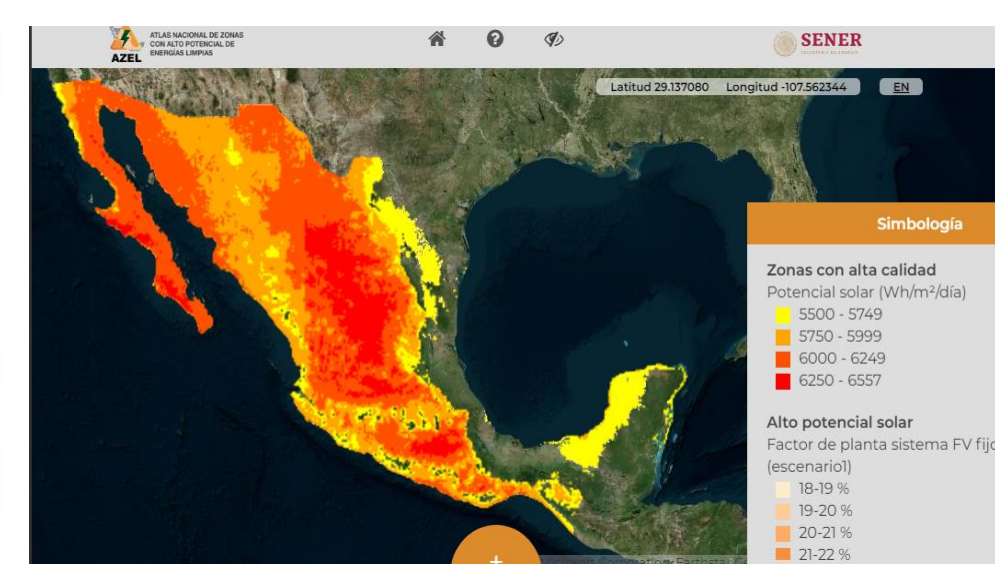 ATLAS NACIONAL DE ZONAS
CON ALTO POTENCIAL DE
ENERGÍAS LIMPIAS
AZEL
SENER
Latitud 29.137080 Longitud -107.562344
EN
Simbología
Zonas con alta calidad
Potencial solar (Wh/m²/día)
5500 - 5749
5750 - 5999
6000 - 6249
6250 - 6557
Alto potencial solar
Factor de planta sistema FV fijo
(escenario1)
18-19 %
19-20 %
20-21 %
21-22 %
+